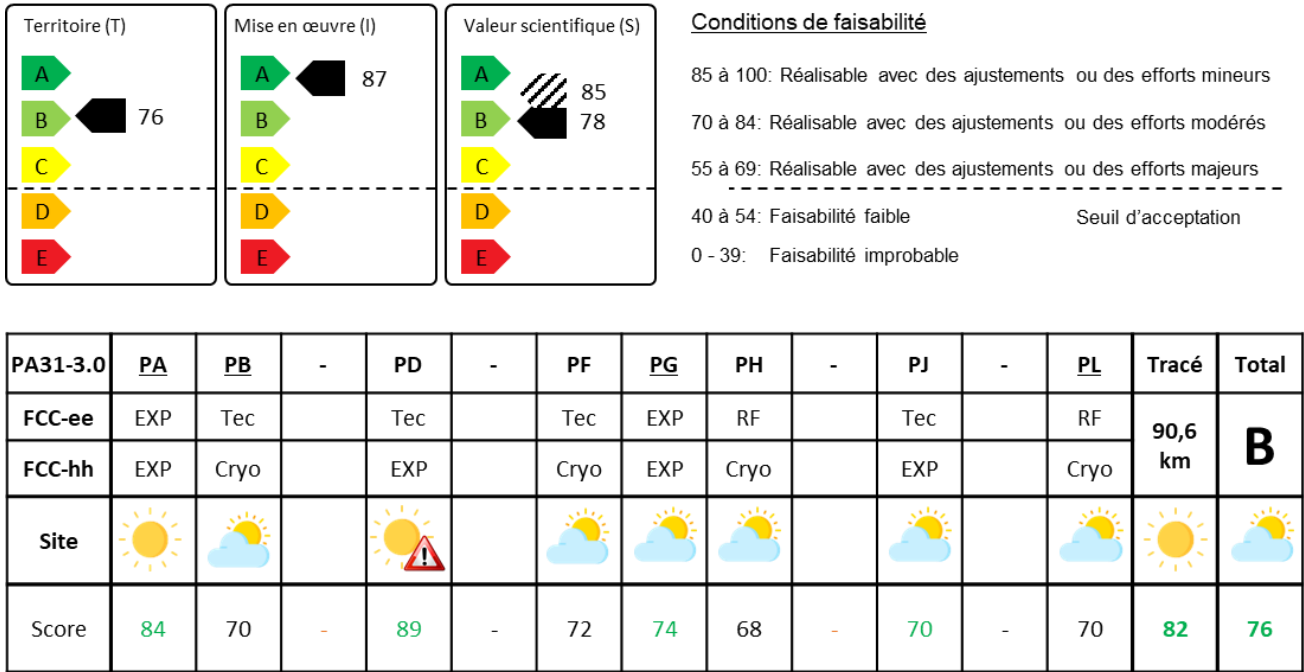 Territoire (T)
A
B 76
C
D
E
Mise en œuvre (I)
A 87
B
C
D
E
Valeur scientifique (S)
A
85
B 78
C
D
E
Conditions de faisabilité
85 à 100: Réalisable avec des ajustements ou des efforts mineurs
70 à 84: Réalisable avec des ajustements ou des efforts modérés
55 à 69: Réalisable avec des ajustements ou des efforts majeurs
40 à 54: Faisabilité faible Seuil d’acceptation
0 - 39: Faisabilité improbable
PA31-3.0 PA PB - PD - PF PG PH - PJ - PL Tracé Total
FCC-ee EXP Tec Tec Tec EXP RF Tec RF 90,6 km B
FCC-hh EXP Cryo EXP Cryo EXP Cryo EXP Cryo
Site
Score 84 70 - 89 - 72 74 68 - 70 - 70 82 76